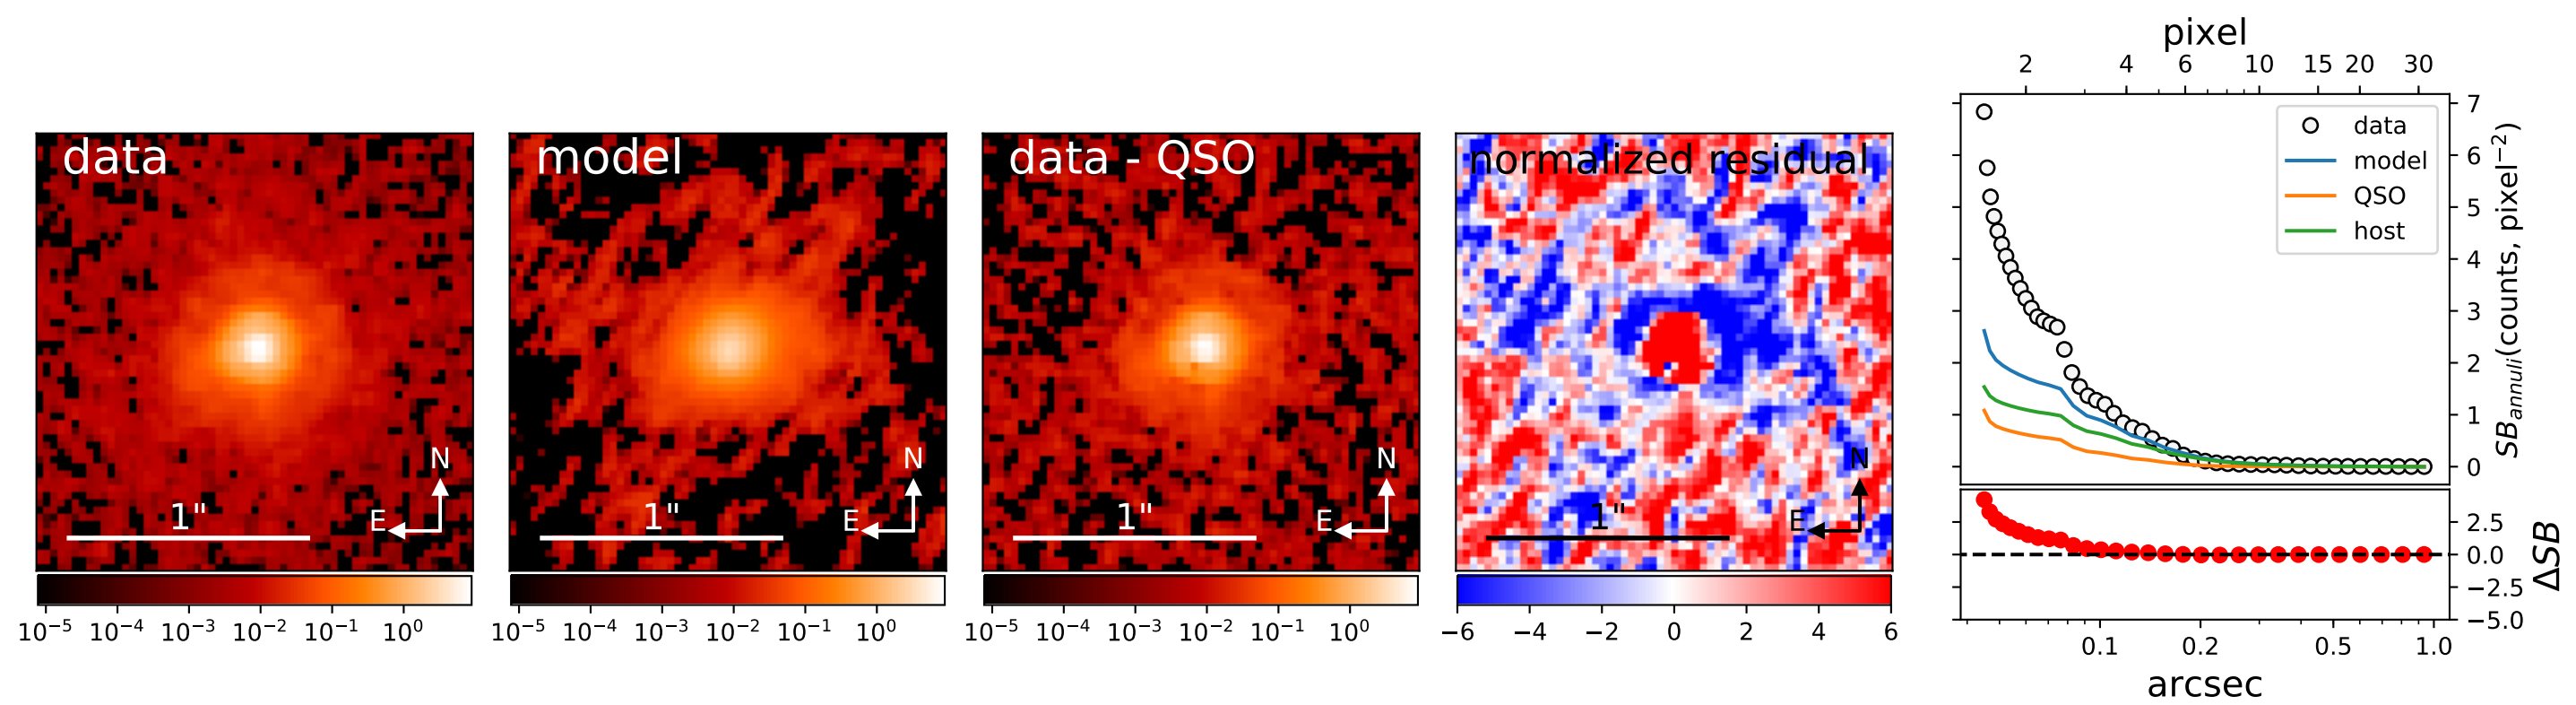 data
N
E
1"
10⁻⁵ 10⁻⁴ 10⁻³ 10⁻² 10⁻¹ 10⁰
model
N
E
1"
10⁻⁵ 10⁻⁴ 10⁻³ 10⁻² 10⁻¹ 10⁰
data - QSO
N
E
1"
10⁻⁵ 10⁻⁴ 10⁻³ 10⁻² 10⁻¹ 10⁰
normalized residual
N
E
1"
−6 −4 −2 0 2 4 6
pixel
2 4 6 10 15 20 30
data
model
QSO
host
7
6
5
4
3
2
1
0
SB_annuli(counts, pixel⁻²)
2.5
0.0
−2.5
−5.0
ΔSB
0.1 0.2 0.5 1.0
arcsec